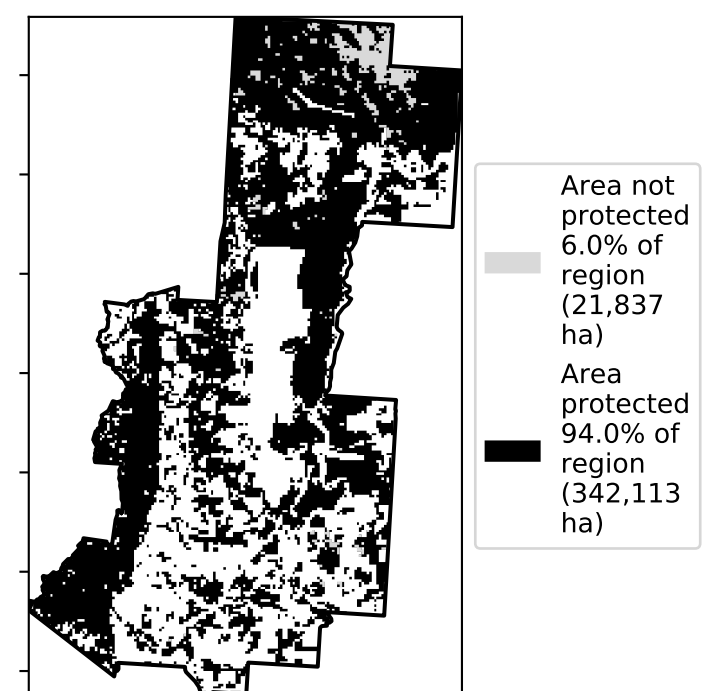 Area not
protected
6.0% of
region
(21,837
ha)
Area
protected
94.0% of
region
(342,113
ha)